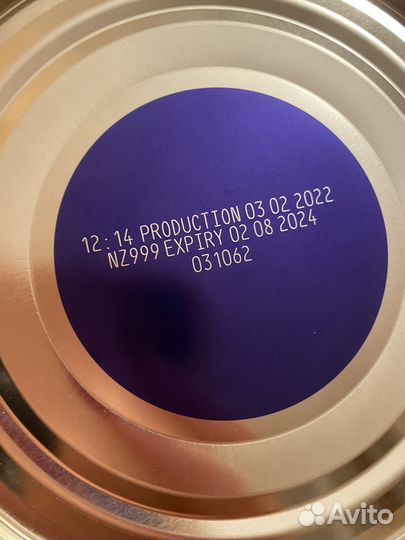 12:14 PRODUCTION 03 02 2022
NZ999 EXPIRY 02 08 2024
031062
Avito